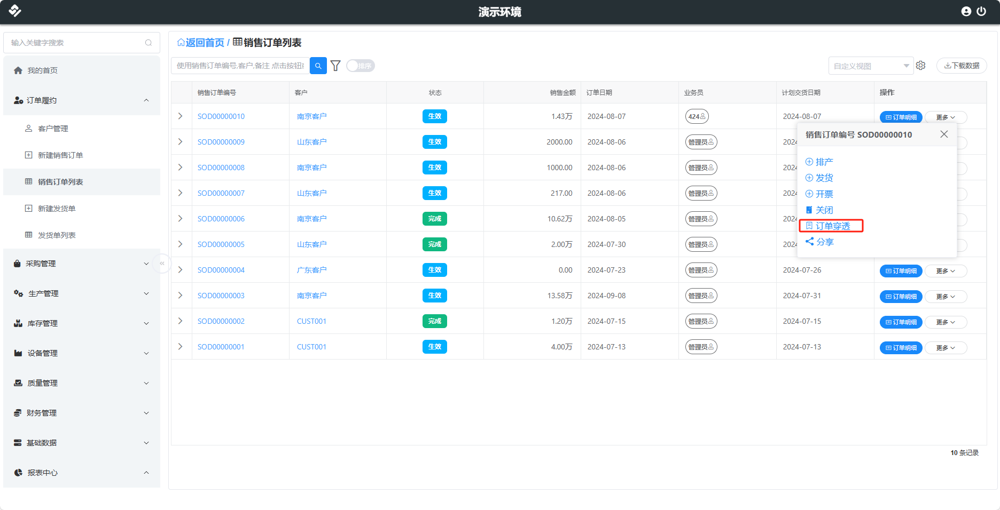 演示环境
输入关键字搜索
我的首页
订单履约
客户管理
新建销售订单
销售订单列表
新建发货单
发货单列表
采购管理
生产管理
库存管理
设备管理
质量管理
财务管理
基础数据
报表中心
返回首页 / 销售订单列表
使用销售订单编号,客户,备注 点击按钮 排序 自定义视图 下载数据
销售订单编号 客户 状态 销售金额 订单日期 业务员 计划交货日期 操作
SOD00000010 南京客户 生效 1.43万 2024-08-07 424 2024-08-07 订单明细 更多
SOD00000009 山东客户 生效 2000.00 2024-08-06 管理员 2024
SOD00000008 南京客户 生效 1000.00 2024-08-06 管理员 2024
SOD00000007 山东客户 生效 217.00 2024-08-06 管理员 2024
SOD00000006 南京客户 完成 10.62万 2024-08-05 管理员 2024
SOD00000005 山东客户 完成 2.00万 2024-07-30 管理员 2024
SOD00000004 广东客户 生效 0.00 2024-07-23 管理员 2024-07-26 订单明细 更多
SOD00000003 南京客户 生效 13.58万 2024-09-08 管理员 2024-07-31 订单明细 更多
SOD00000002 CUST001 完成 1.20万 2024-07-15 管理员 2024-07-15 订单明细 更多
SOD00000001 CUST001 生效 4.00万 2024-07-13 管理员 2024-07-13 订单明细 更多
销售订单编号 SOD00000010
排产
发货
开票
关闭
订单穿透
分享
10 条记录